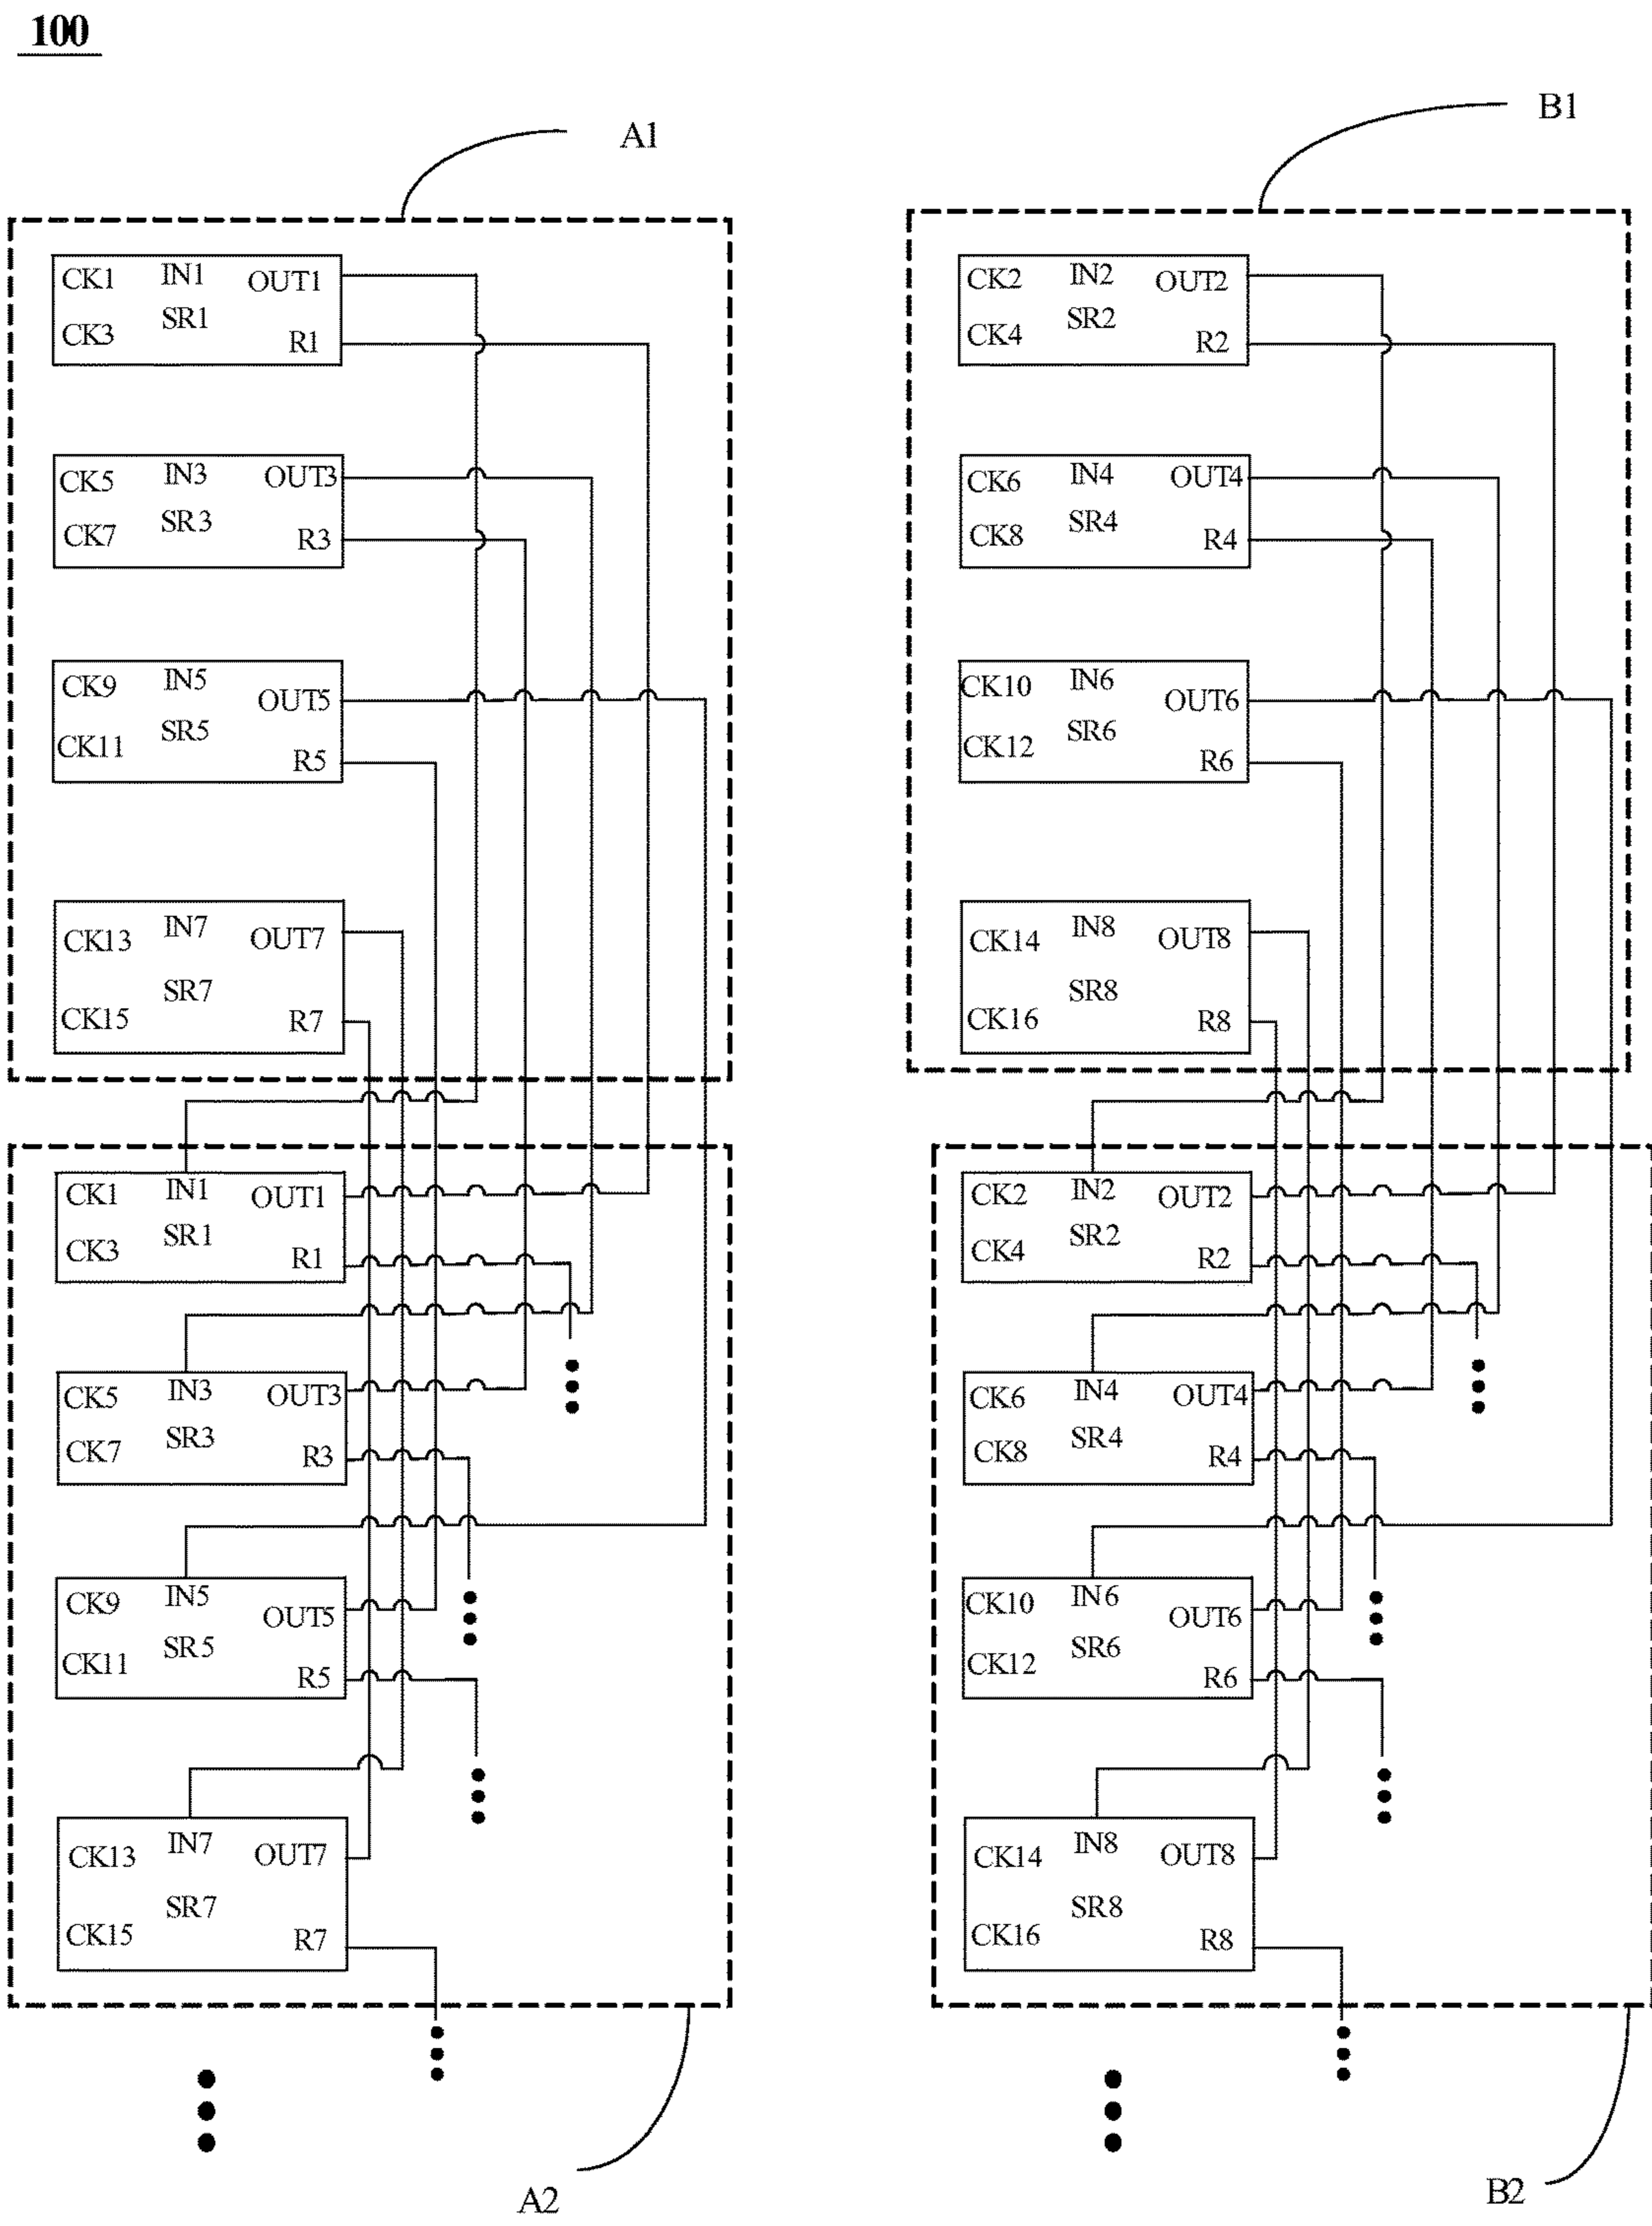 100
A1
B1
CK1 IN1 OUT1
CK3 SR1 R1
CK2 IN2 OUT2
CK4 SR2 R2
CK5 IN3 OUT3
CK7 SR3 R3
CK6 IN4 OUT4
CK8 SR4 R4
CK9 IN5 OUT5
CK11 SR5 R5
CK10 IN6 OUT6
CK12 SR6 R6
CK13 IN7 OUT7
CK15 SR7 R7
CK14 IN8 OUT8
CK16 SR8 R8
CK1 IN1 OUT1
CK3 SR1 R1
CK2 IN2 OUT2
CK4 SR2 R2
CK5 IN3 OUT3
CK7 SR3 R3
CK6 IN4 OUT4
CK8 SR4 R4
CK9 IN5 OUT5
CK11 SR5 R5
CK10 IN6 OUT6
CK12 SR6 R6
CK13 IN7 OUT7
CK15 SR7 R7
CK14 IN8 OUT8
CK16 SR8 R8
A2
B2